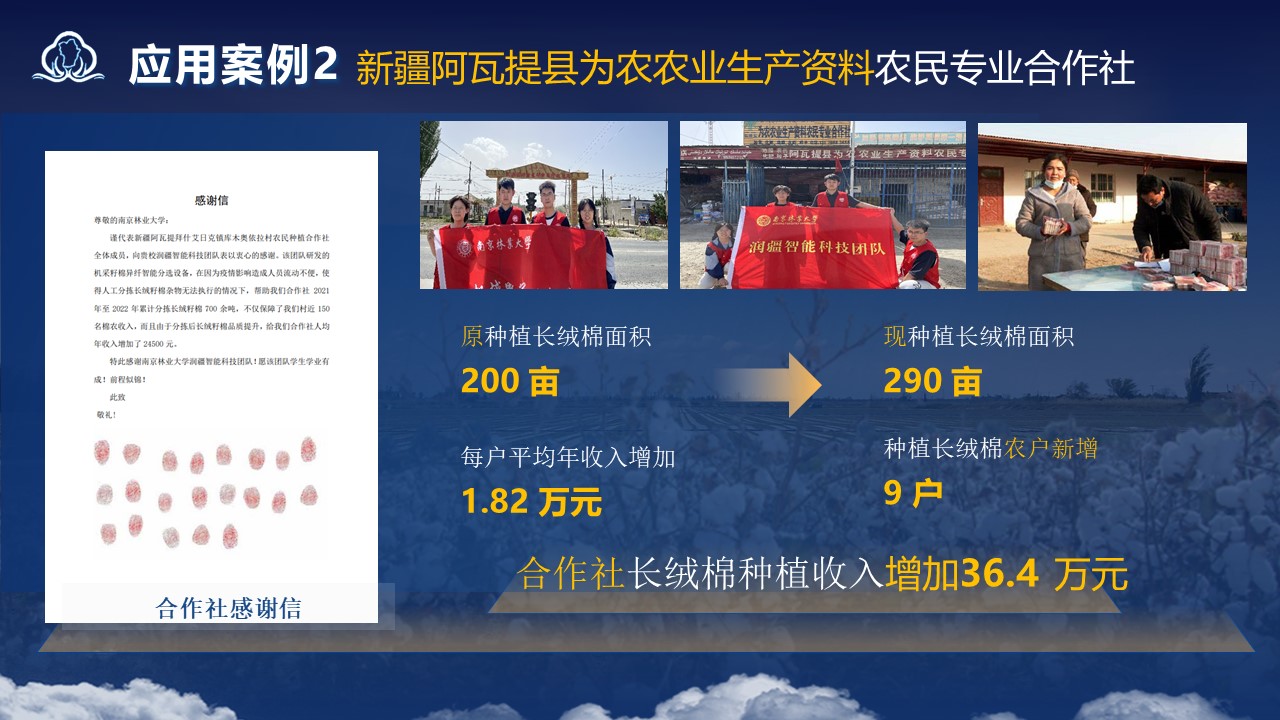 应用案例2 新疆阿瓦提县为农农业生产资料农民专业合作社
感谢信
尊敬的南京林业大学：
谨代表新疆阿瓦提拜什艾日克镇库木奥依拉村农民种植合作社
全体成员，向贵校润疆智能科技团队表以衷心的感谢。该团队研发的
机采籽棉异纤智能分选设备，在因为疫情影响造成人员流动不便，使
得人工分拣长绒籽棉杂物无法执行的情况下，帮助我们合作社 2021
年至 2022 年累计分拣长绒籽棉 700 余吨，不仅保障了我们村近 150
名棉农收入，而且由于分拣后长绒籽棉品质提升，给我们合作社人均
年收入增加了 24500 元。
特此感谢南京林业大学润疆智能科技团队！愿该团队学生学业有
成！前程似锦！
此致
敬礼！
合作社感谢信
南京林业大学
为农农业生产资料农民专业合作社
阿瓦提县为农农业生产资料农民专
南京林业大学
润疆智能科技团队
原种植长绒棉面积
200 亩
现种植长绒棉面积
290 亩
每户平均年收入增加
1.82 万元
种植长绒棉农户新增
9 户
合作社长绒棉种植收入增加36.4 万元